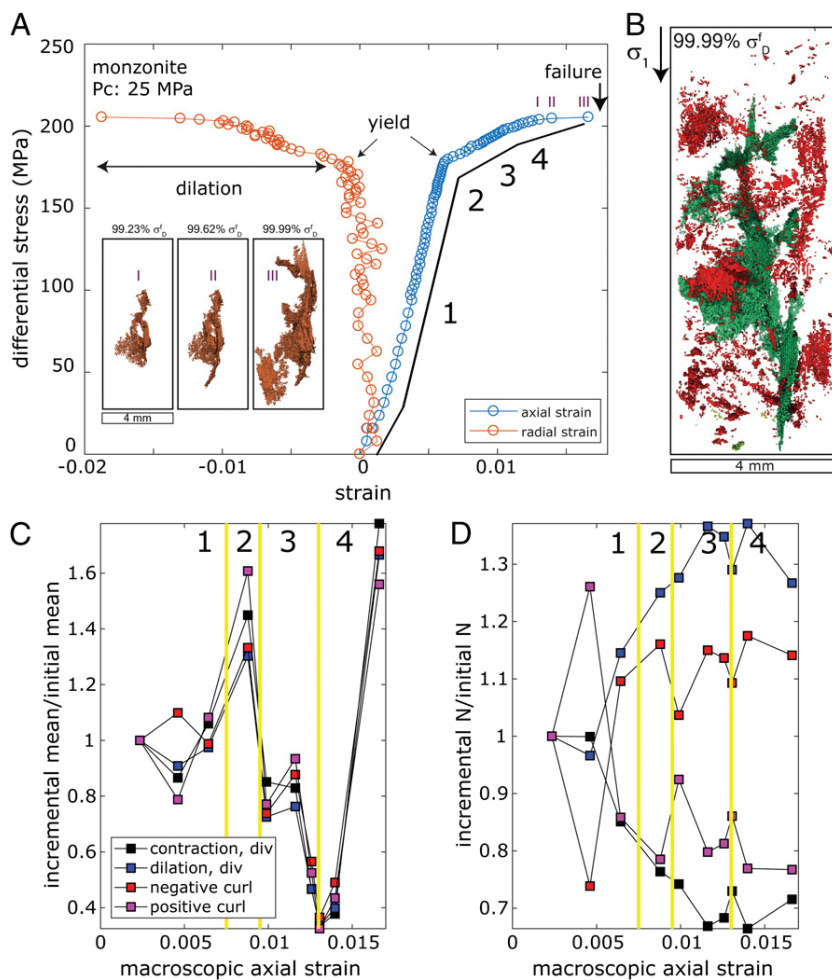 A
250
200
150
100
50
0
differential stress (MPa)
monzonite
Pc: 25 MPa
yield
failure
I II III
dilation
99.23% σᶠD
99.62% σᶠD
99.99% σᶠD
I
II
III
4 mm
1
2
3
4
axial strain
radial strain
-0.02
-0.01
0
0.01
strain
B
σ1
99.99% σᶠD
4 mm
C
1 2 3 4
1.6
1.4
1.2
1
0.8
0.6
0.4
incremental mean/initial mean
contraction, div
dilation, div
negative curl
positive curl
0 0.005 0.01 0.015
macroscopic axial strain
D
1 2 3 4
1.3
1.2
1.1
1
0.9
0.8
0.7
incremental N/initial N
0 0.005 0.01 0.015
macroscopic axial strain